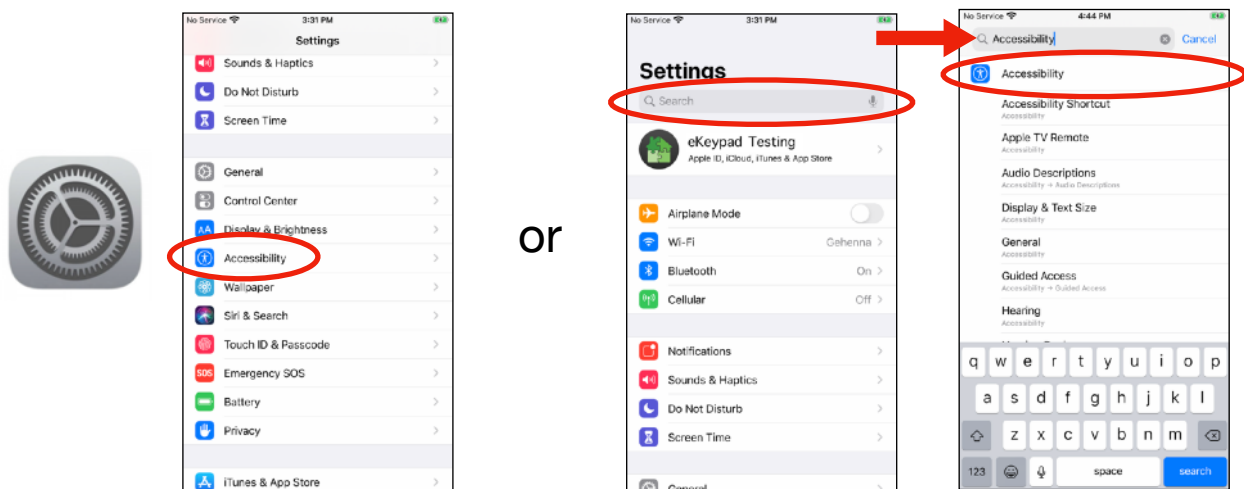 No Service 3:31 PM
Settings
Sounds & Haptics
Do Not Disturb
Screen Time
General
Control Center
AA Display & Brightness
Accessibility
Wallpaper
Siri & Search
Touch ID & Passcode
SOS Emergency SOS
Battery
Privacy
iTunes & App Store
or
No Service 3:31 PM
Settings
Search
eKeypad Testing
Apple ID, iCloud, iTunes & App Store
Airplane Mode
Wi-Fi Gehenna
Bluetooth On
Cellular Off
Notifications
Sounds & Haptics
Do Not Disturb
Screen Time
General
No Service 4:44 PM
Accessibility Cancel
Accessibility
Accessibility Shortcut
Accessibility
Apple TV Remote
Accessibility
Audio Descriptions
Accessibility → Audio Descriptions
Display & Text Size
Accessibility
General
Accessibility
Guided Access
Accessibility → Guided Access
Hearing
Accessibility
q w e r t y u i o p
a s d f g h j k l
z x c v b n m
123 space search